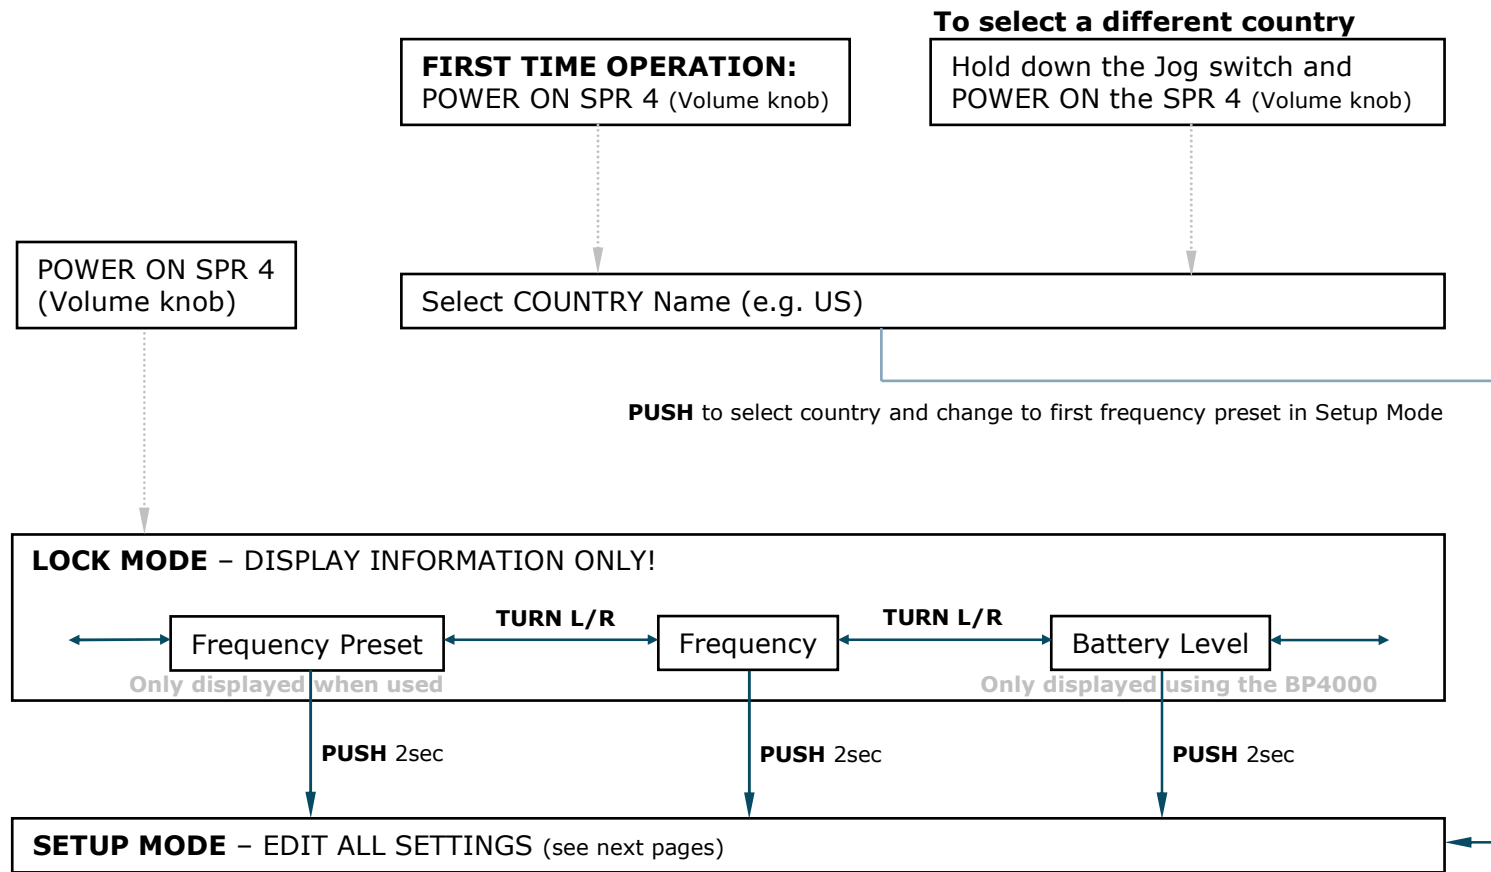 To select a different country
FIRST TIME OPERATION:
POWER ON SPR 4 (Volume knob)
Hold down the Jog switch and
POWER ON the SPR 4 (Volume knob)
POWER ON SPR 4
(Volume knob)
Select COUNTRY Name (e.g. US)
PUSH to select country and change to first frequency preset in Setup Mode
LOCK MODE – DISPLAY INFORMATION ONLY!
TURN L/R
TURN L/R
Frequency Preset
Frequency
Battery Level
Only displayed when used
Only displayed using the BP4000
PUSH 2sec
PUSH 2sec
PUSH 2sec
SETUP MODE – EDIT ALL SETTINGS (see next pages)